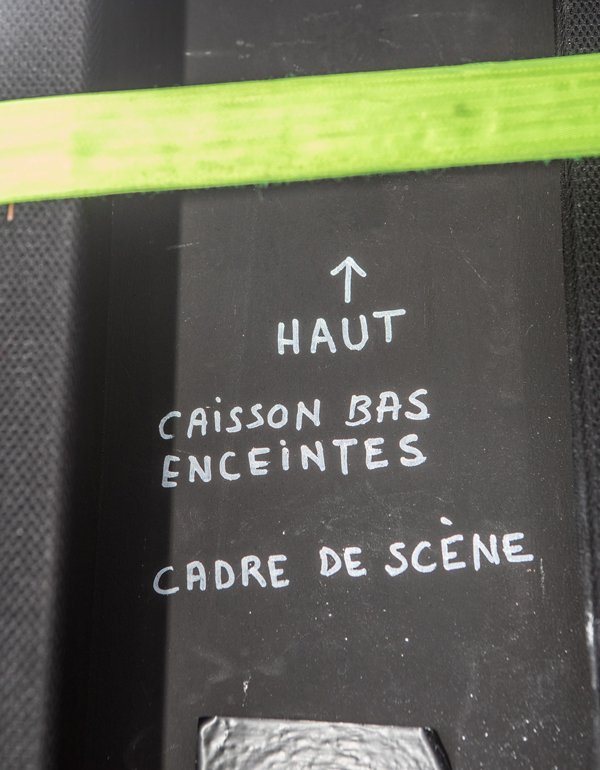 ↑
HAUT
CAISSON BAS
ENCEINTES
CADRE DE SCÈNE